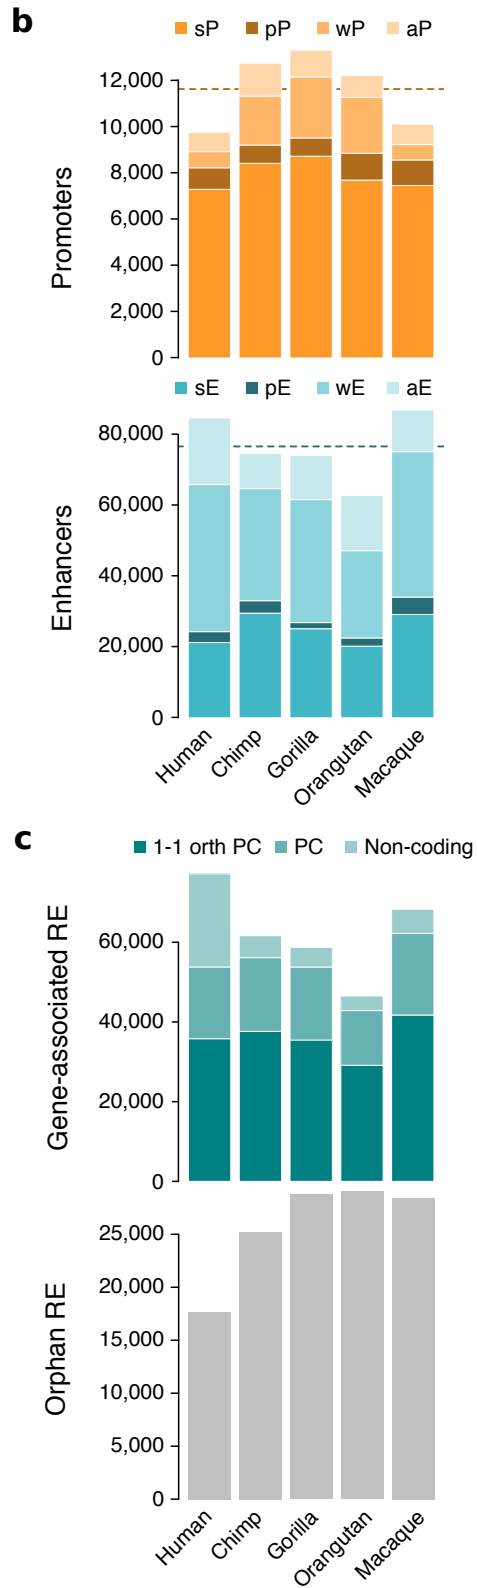 b
sP pP wP aP
12,000
10,000
8,000
6,000
4,000
2,000
0
Promoters
sE pE wE aE
80,000
60,000
40,000
20,000
0
Enhancers
Human Chimp Gorilla Orangutan Macaque
c
1-1 orth PC PC Non-coding
60,000
40,000
20,000
0
Gene-associated RE
25,000
20,000
15,000
10,000
5,000
0
Orphan RE
Human Chimp Gorilla Orangutan Macaque